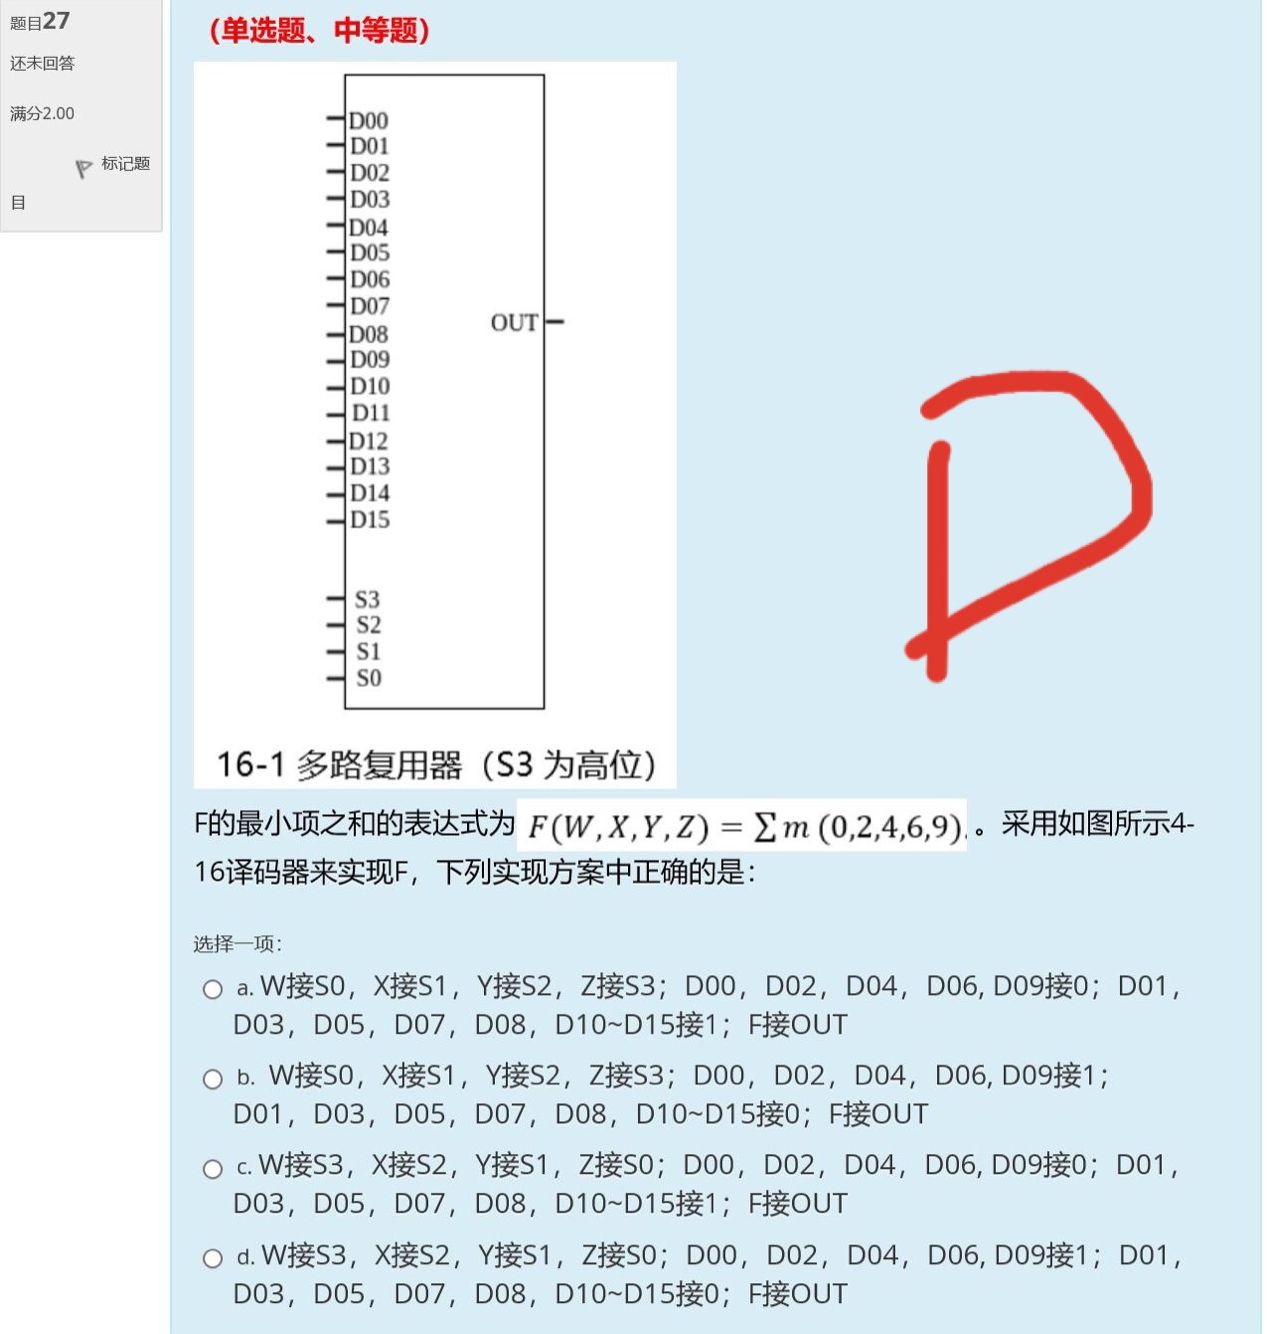 题目27
还未回答
满分2.00
标记题
目
(单选题、中等题)
D00
D01
D02
D03
D04
D05
D06
D07
D08
D09
D10
D11
D12
D13
D14
D15
OUT
S3
S2
S1
S0
16-1 多路复用器（S3 为高位）
F的最小项之和的表达式为 F(W,X,Y,Z) = ∑m (0,2,4,6,9). 。采用如图所示4-
16译码器来实现F，下列实现方案中正确的是：
选择一项：
a. W接S0，X接S1，Y接S2，Z接S3；D00，D02，D04，D06, D09接0；D01，
D03，D05，D07，D08，D10~D15接1；F接OUT
b. W接S0，X接S1，Y接S2，Z接S3；D00，D02，D04，D06, D09接1；
D01，D03，D05，D07，D08，D10~D15接0；F接OUT
c. W接S3，X接S2，Y接S1，Z接S0；D00，D02，D04，D06, D09接0；D01，
D03，D05，D07，D08，D10~D15接1；F接OUT
d. W接S3，X接S2，Y接S1，Z接S0；D00，D02，D04，D06, D09接1；D01，
D03，D05，D07，D08，D10~D15接0；F接OUT
D